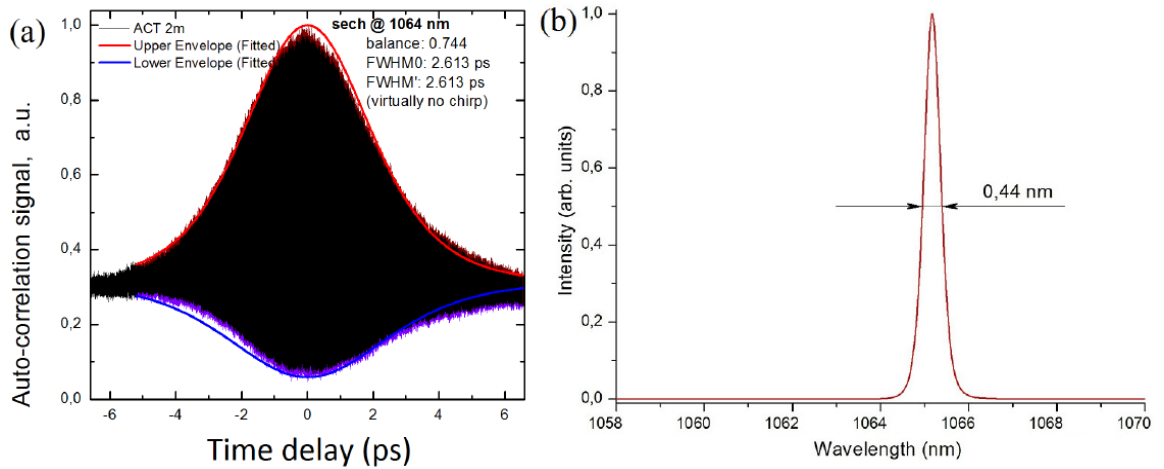 (a)
ACT 2m
Upper Envelope (Fitted)
Lower Envelope (Fitted
sech @ 1064 nm
balance: 0.744
FWHM0: 2.613 ps
FWHM': 2.613 ps
(virtually no chirp)
Auto-correlation signal, a.u.
1,0
0,8
0,6
0,4
0,2
0,0
-6 -4 -2 0 2 4 6
Time delay (ps)
(b)
Intensity (arb. units)
1,0
0,8
0,6
0,4
0,2
0,0
0,44 nm
1058 1060 1062 1064 1066 1068 1070
Wavelength (nm)